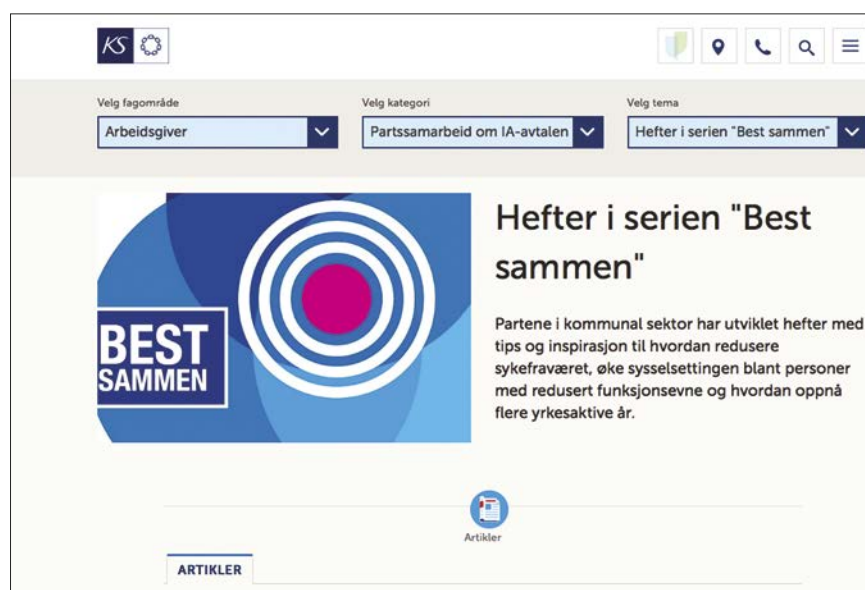 KS
Velg fagområde
Velg kategori
Velg tema
Arbeidsgiver
Partssamarbeid om IA-avtalen
Hefter i serien "Best sammen"
Hefter i serien "Best
sammen"
BEST
SAMMEN
Partene i kommunal sektor har utviklet hefter med
tips og inspirasjon til hvordan redusere
sykefraværet, øke sysselsettingen blant personer
med redusert funksjonsevne og hvordan oppnå
flere yrkesaktive år.
Artikler
ARTIKLER